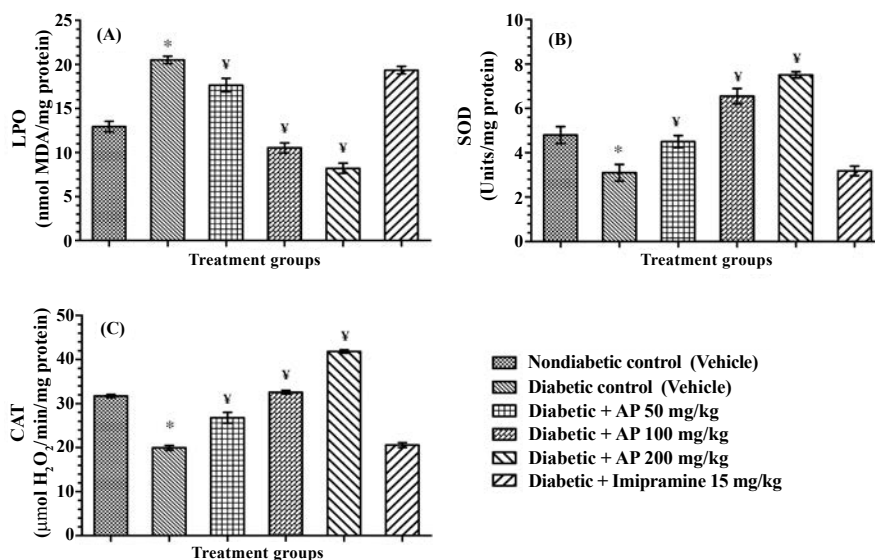 (A)
LPO
(nmol MDA/mg protein)
25
20
15
10
5
0
*
¥
¥
¥
Treatment groups
(B)
SOD
(Units/mg protein)
10
8
6
4
2
0
*
¥
¥
¥
Treatment groups
(C)
CAT
(μmol H₂O₂/min/mg protein)
50
40
30
20
10
0
*
¥
¥
¥
Treatment groups
Nondiabetic control (Vehicle)
Diabetic control (Vehicle)
Diabetic + AP 50 mg/kg
Diabetic + AP 100 mg/kg
Diabetic + AP 200 mg/kg
Diabetic + Imipramine 15 mg/kg